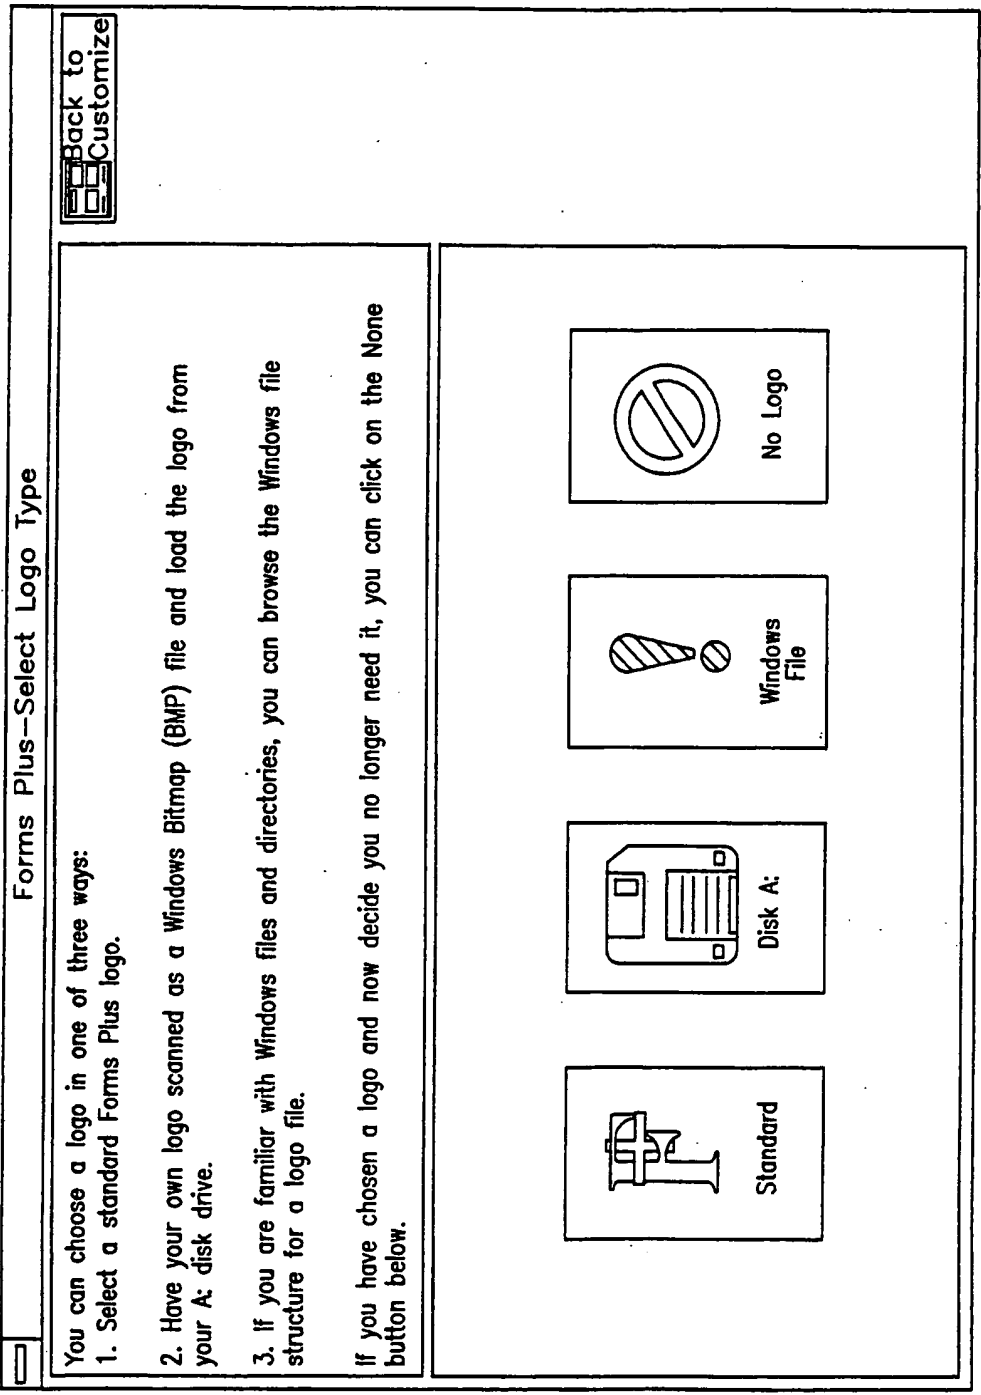 Forms Plus—Select Logo Type
Back to
Customize
You can choose a logo in one of three ways:
1. Select a standard Forms Plus logo.
2. Have your own logo scanned as a Windows Bitmap (BMP) file and load the logo from
your A: disk drive.
3. If you are familiar with Windows files and directories, you can browse the Windows file
structure for a logo file.
If you have chosen a logo and now decide you no longer need it, you can click on the None
button below.
Standard
Disk A:
Windows
File
No Logo